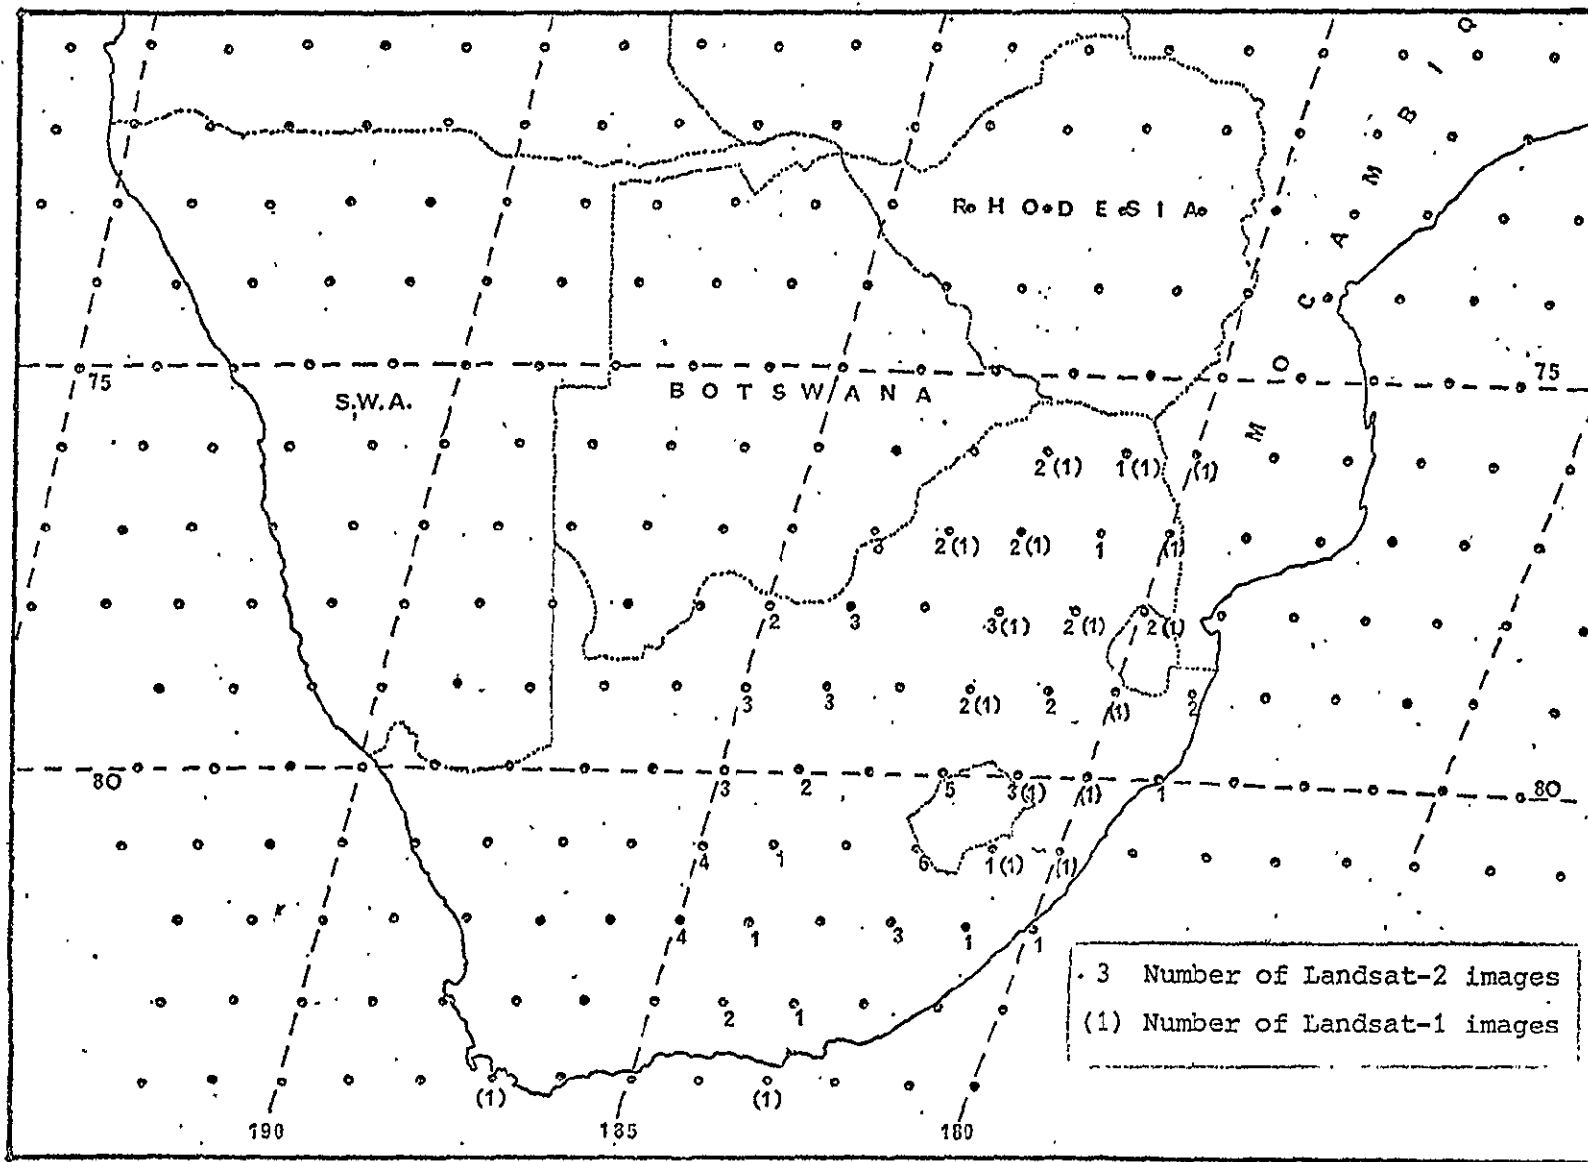 MOCAMBIQ
RHODESIA
75
S.W.A.
BOTSWANA
75
2(1) 1(1) (1)
3 2(1) 2(1) 1 (1)
2 3 3(1) 2(1) 2(1)
3 3 2(1) 2 (1) 2
80 3 2 5 3(1) (1) 1 80
4 1 6 1(1) (1)
4 1 3 1 1
2 1
(1) (1)
190 185 180
3 Number of Landsat-2 images
(1) Number of Landsat-1 images